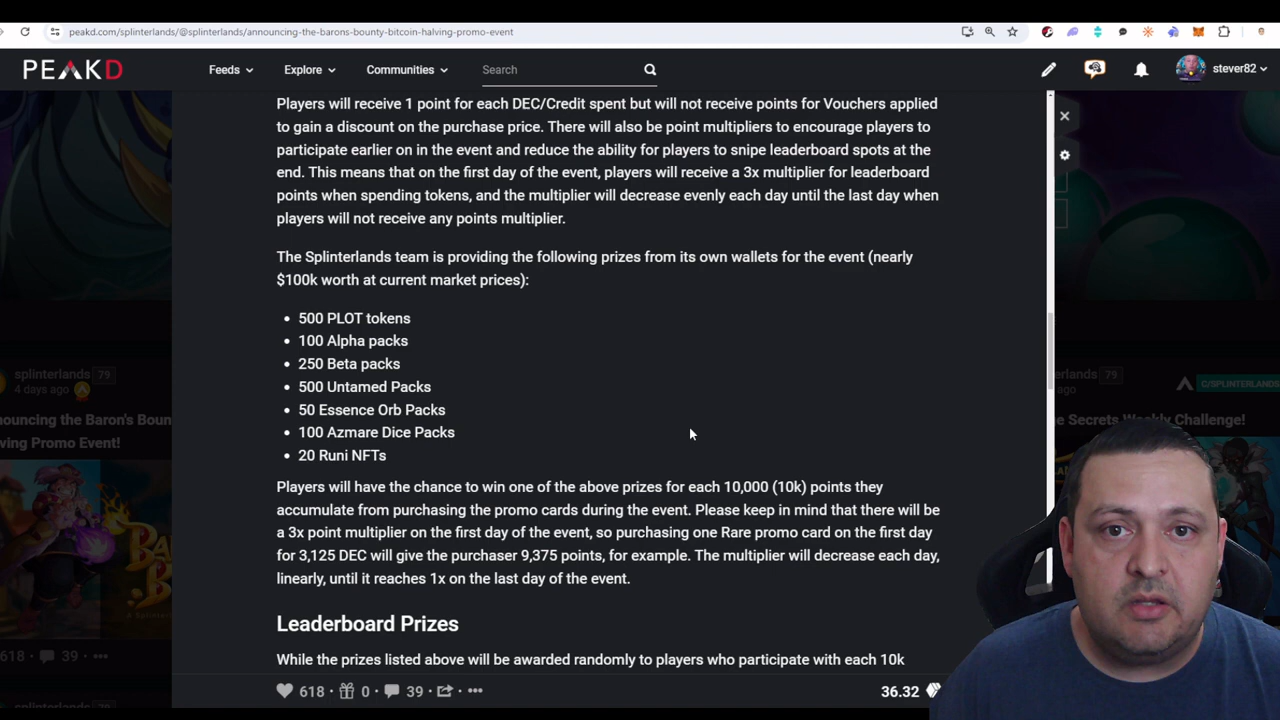 peakd.com/splinterlands/@splinterlands/announcing-the-barons-bounty-bitcoin-halving-promo-event
PEAKD Feeds Explore Communities Search stever82
Players will receive 1 point for each DEC/Credit spent but will not receive points for Vouchers applied
to gain a discount on the purchase price. There will also be point multipliers to encourage players to
participate earlier on in the event and reduce the ability for players to snipe leaderboard spots at the
end. This means that on the first day of the event, players will receive a 3x multiplier for leaderboard
points when spending tokens, and the multiplier will decrease evenly each day until the last day when
players will not receive any points multiplier.
The Splinterlands team is providing the following prizes from its own wallets for the event (nearly
$100k worth at current market prices):
• 500 PLOT tokens
• 100 Alpha packs
• 250 Beta packs
• 500 Untamed Packs
• 50 Essence Orb Packs
• 100 Azmare Dice Packs
• 20 Runi NFTs
Players will have the chance to win one of the above prizes for each 10,000 (10k) points they
accumulate from purchasing the promo cards during the event. Please keep in mind that there will be
a 3x point multiplier on the first day of the event, so purchasing one Rare promo card on the first day
for 3,125 DEC will give the purchaser 9,375 points, for example. The multiplier will decrease each day,
linearly, until it reaches 1x on the last day of the event.
Leaderboard Prizes
While the prizes listed above will be awarded randomly to players who participate with each 10k
618 · 0 · 39 · · 36.32
splinterlands 79
4 days ago
nouncing the Baron's Boun
ving Promo Event!
618 · 39 ·
splinterlands
erlands 79
ago
C/SPLINTERLANDS
e Secrets Weekly Challenge!